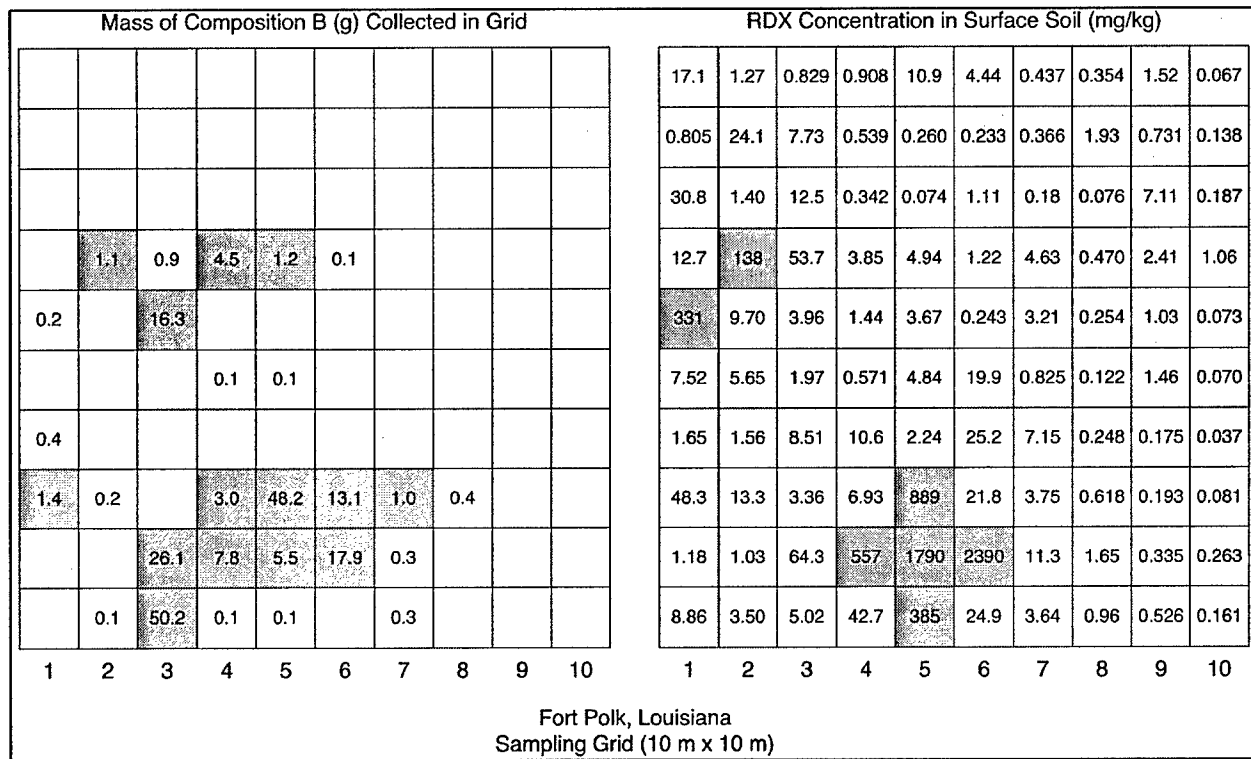 Mass of Composition B (g) Collected in Grid
1.1 0.9 4.5 1.2 0.1
0.2 16.3
0.1 0.1
0.4
1.4 0.2 3.0 48.2 13.1 1.0 0.4
26.1 7.8 5.5 17.9 0.3
0.1 50.2 0.1 0.1 0.3
1 2 3 4 5 6 7 8 9 10
RDX Concentration in Surface Soil (mg/kg)
17.1 1.27 0.829 0.908 10.9 4.44 0.437 0.354 1.52 0.067
0.805 24.1 7.73 0.539 0.260 0.233 0.366 1.93 0.731 0.138
30.8 1.40 12.5 0.342 0.074 1.11 0.18 0.076 7.11 0.187
12.7 138 53.7 3.85 4.94 1.22 4.63 0.470 2.41 1.06
331 9.70 3.96 1.44 3.67 0.243 3.21 0.254 1.03 0.073
7.52 5.65 1.97 0.571 4.84 19.9 0.825 0.122 1.46 0.070
1.65 1.56 8.51 10.6 2.24 25.2 7.15 0.248 0.175 0.037
48.3 13.3 3.36 6.93 889 21.8 3.75 0.618 0.193 0.081
1.18 1.03 64.3 557 1790 2390 11.3 1.65 0.335 0.263
8.86 3.50 5.02 42.7 385 24.9 3.64 0.96 0.526 0.161
1 2 3 4 5 6 7 8 9 10
Fort Polk, Louisiana
Sampling Grid (10 m x 10 m)